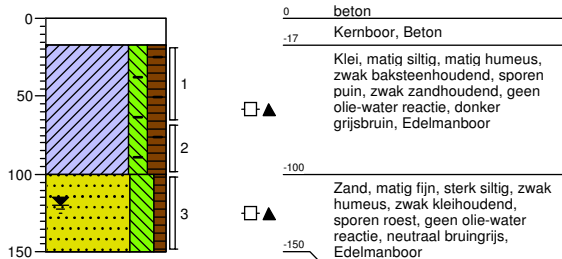 0
50
100
150
1
2
3
0 beton
-17 Kernboor, Beton
Klei, matig siltig, matig humeus,
zwak baksteenhoudend, sporen
puin, zwak zandhoudend, geen
olie-water reactie, donker
grijsbruin, Edelmanboor
-100
Zand, matig fijn, sterk siltig, zwak
humeus, zwak kleihoudend,
sporen roest, geen olie-water
reactie, neutraal bruingrijs,
Edelmanboor
-150